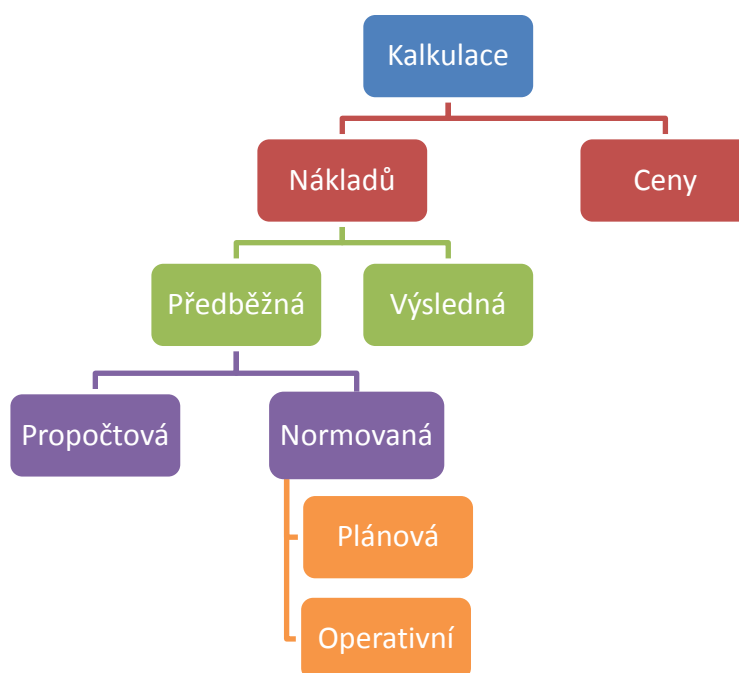 Kalkulace
Nákladů
Ceny
Předběžná
Výsledná
Propočtová
Normovaná
Plánová
Operativní